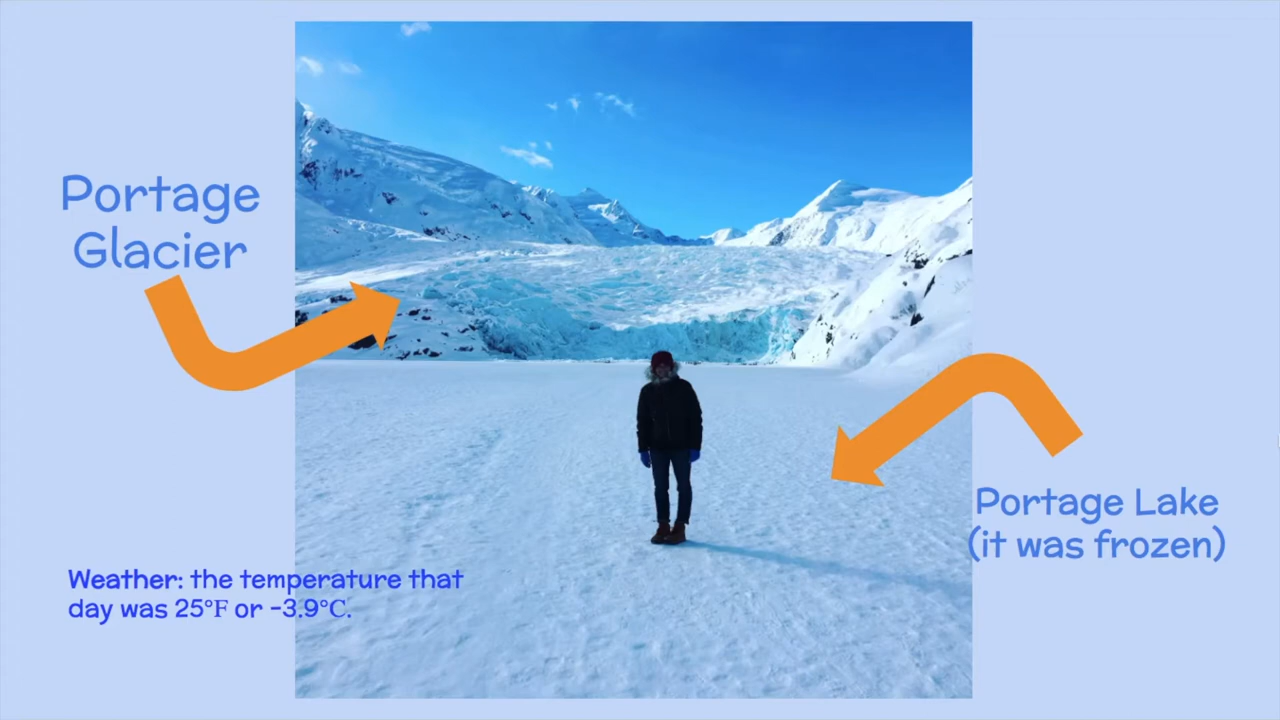 Portage
Glacier
Portage Lake
(it was frozen)
Weather: the temperature that
day was 25°F or -3.9°C.